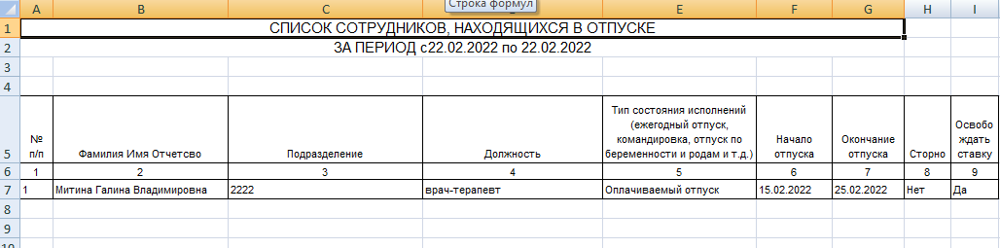 Строка формул
A B C D E F G H I
1 СПИСОК СОТРУДНИКОВ, НАХОДЯЩИХСЯ В ОТПУСКЕ
2 ЗА ПЕРИОД с22.02.2022 по 22.02.2022
3
4
5 № п/п Фамилия Имя Отчетсво Подразделение Должность Тип состояния исполнений (ежегодный отпуск, командировка, отпуск по беременности и родам и т.д.) Начало отпуска Окончание отпуска Сторно Освобо ждать ставку
6 1 2 3 4 5 6 7 8 9
7 1 Митина Галина Владимировна 2222 врач-терапевт Оплачиваемый отпуск 15.02.2022 25.02.2022 Нет Да
8
9
10